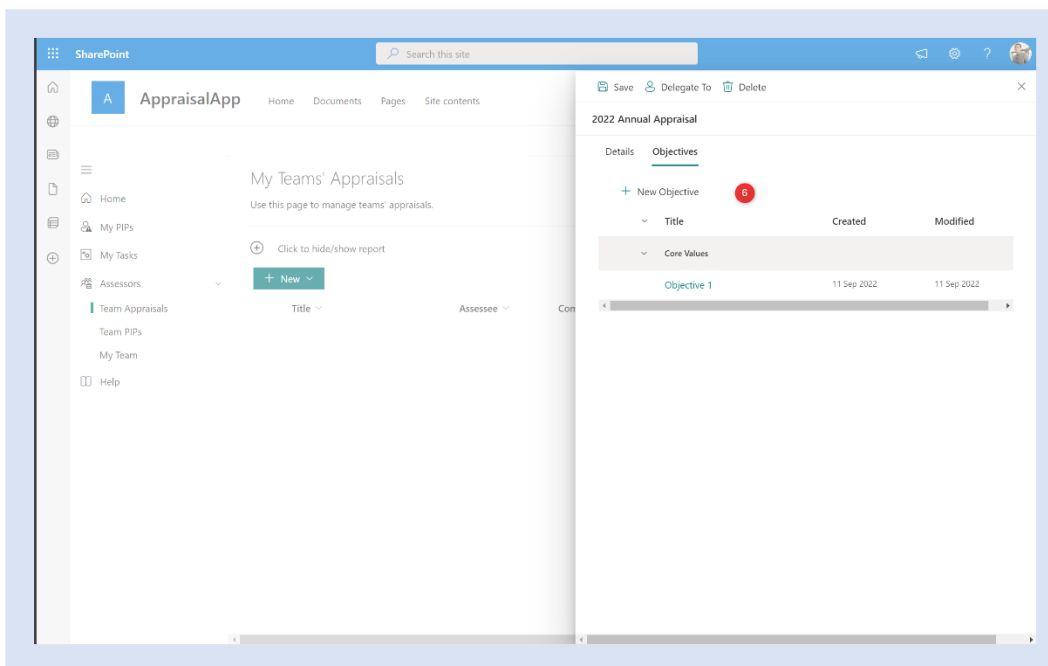 SharePoint
Search this site
?
A
AppraisalApp
Home Documents Pages Site contents
Home
My PIPs
My Tasks
Assessors
Team Appraisals
Team PIPs
My Team
Help
My Teams' Appraisals
Use this page to manage teams' appraisals.
Click to hide/show report
+ New
Title Assessee
Save Delegate To Delete
2022 Annual Appraisal
Details Objectives
+ New Objective 6
Title Created Modified
Core Values
Objective 1 11 Sep 2022 11 Sep 2022